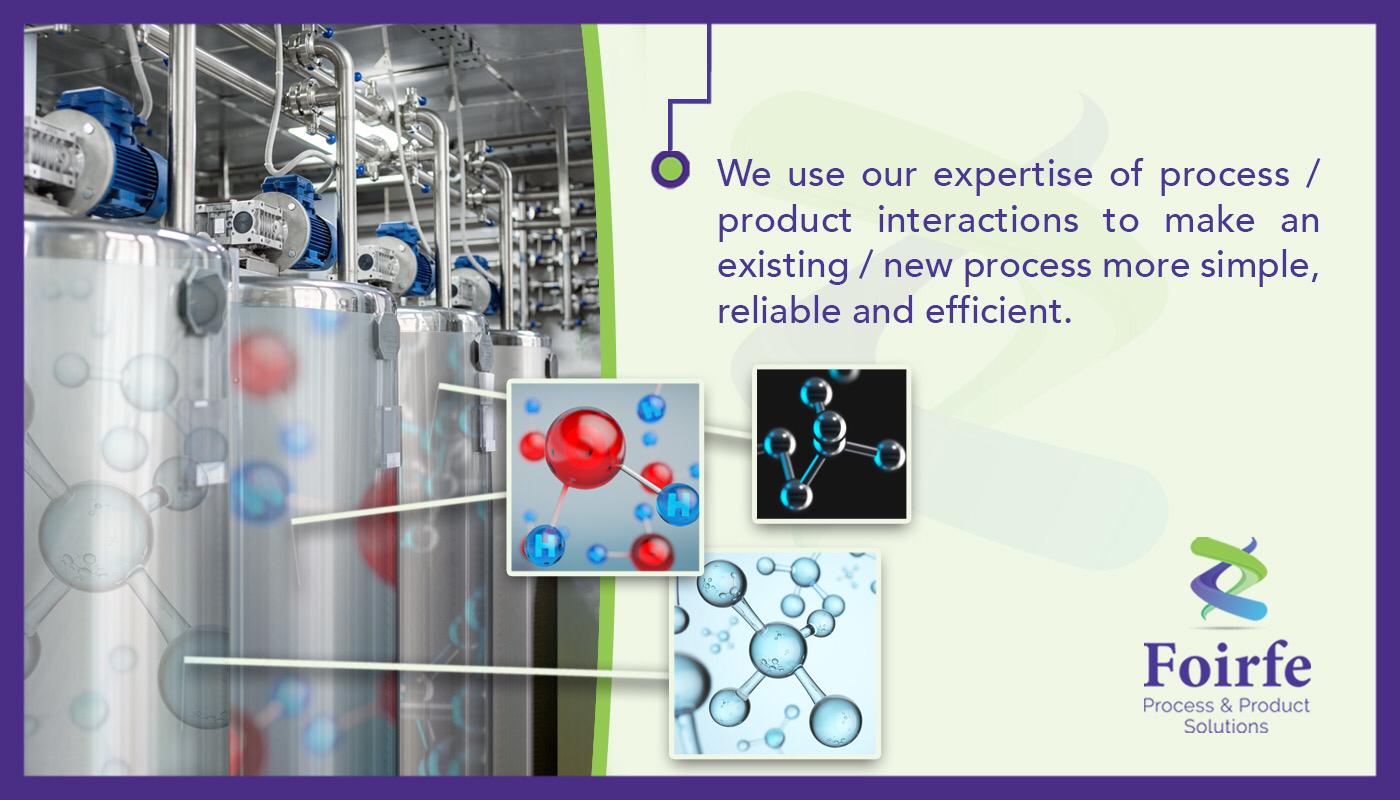 We use our expertise of process /
product interactions to make an
existing / new process more simple,
reliable and efficient.
H
H
H
Foirfe
Process & Product
Solutions